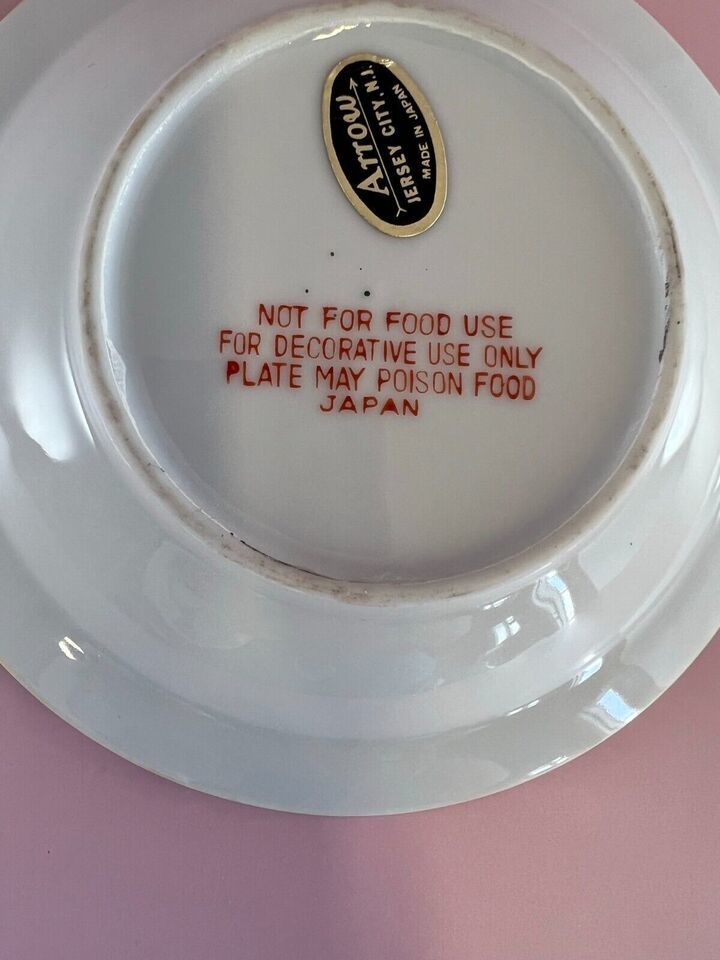 Arrow
JERSEY CITY, N.J.
MADE IN JAPAN
NOT FOR FOOD USE
FOR DECORATIVE USE ONLY
PLATE MAY POISON FOOD
JAPAN